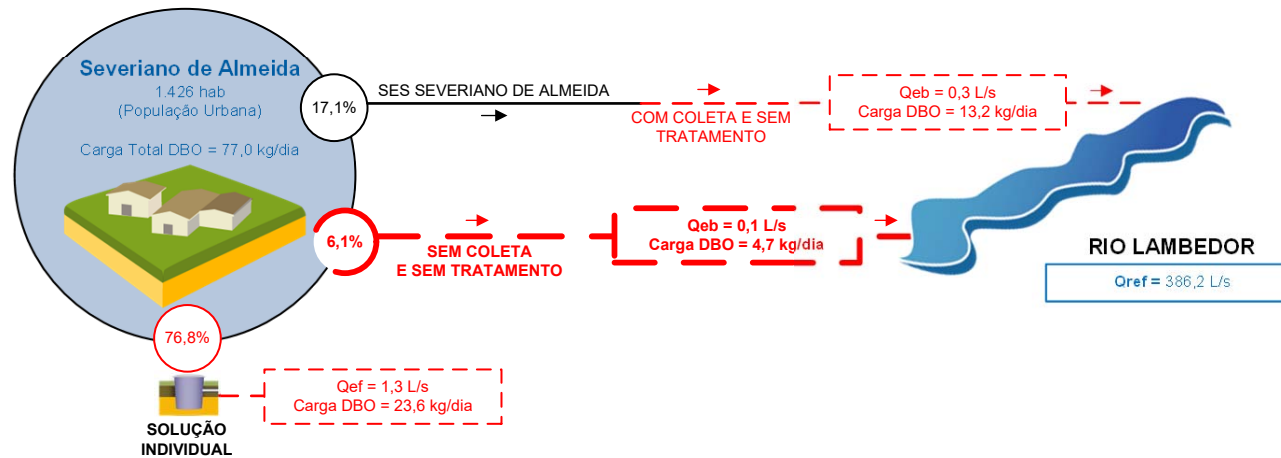 Severiano de Almeida
1.426 hab
(População Urbana)
Carga Total DBO = 77,0 kg/dia
17,1%
SES SEVERIANO DE ALMEIDA
COM COLETA E SEM
TRATAMENTO
Qeb = 0,3 L/s
Carga DBO = 13,2 kg/dia
6,1%
SEM COLETA
E SEM TRATAMENTO
Qeb = 0,1 L/s
Carga DBO = 4,7 kg/dia
RIO LAMBEDOR
Qref = 386,2 L/s
76,8%
Qef = 1,3 L/s
Carga DBO = 23,6 kg/dia
SOLUÇÃO
INDIVIDUAL